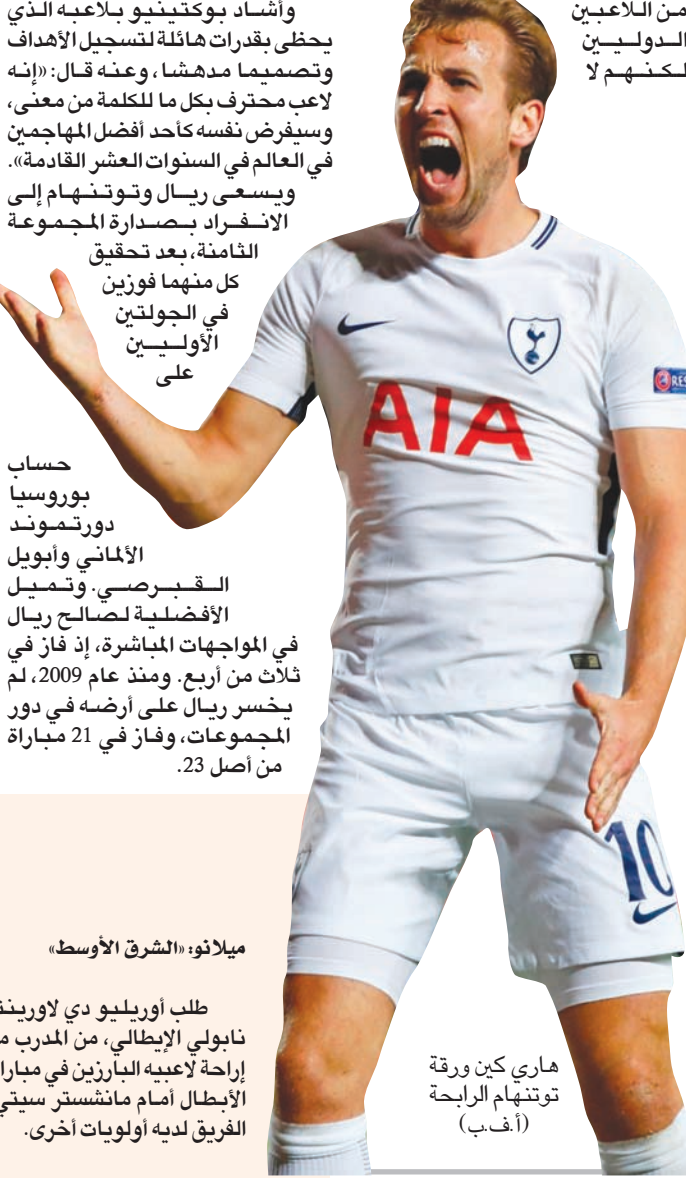 من اللاعبين
الدوليين
لكنهم لا
وأشاد بوكتينيو بلاعبه الذي
يحظى بقدرات هائلة لتسجيل الأهداف
وتصميما مدهشا، وعنه قال: «إنه
لاعب محترف بكل ما للكلمة من معنى،
وسيفرض نفسه كأحد أفضل المهاجمين
في العالم في السنوات العشر القادمة».
ويسعى ريال وتوتنهام إلى
الانفراد بصدارة المجموعة
الثامنة، بعد تحقيق
كل منهما فوزين
في الجولتين
الأوليين
على
حساب
بوروسيا
دورتموند
الألماني وأبويل
القبرصي. وتميل
الأفضلية لصالح ريال
في المواجهات المباشرة، إذ فاز في
ثلاث من أربع. ومنذ عام 2009، لم
يخسر ريال على أرضه في دور
المجموعات، وفاز في 21 مباراة
من أصل 23.
AIA
RES
10
هاري كين ورقة
توتنهام الرابحة
(أ.ف.ب)
ميلانو: «الشرق الأوسط»
طلب أوريليو دي لاورينت
نابولي الإيطالي، من المدرب
إراحة لاعبيه البارزين في
الأبطال أمام مانشستر سيتي
الفريق لديه أولويات أخرى.